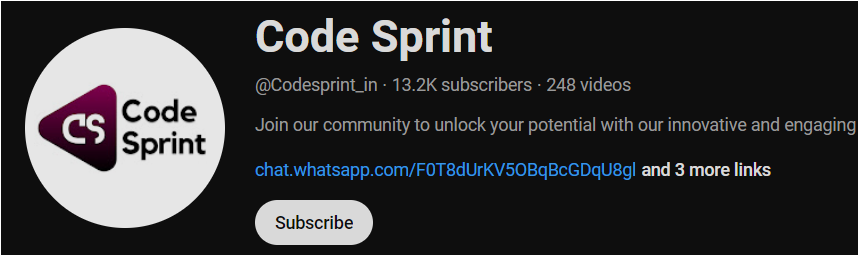 CS Code
Sprint
Code Sprint
@Codesprint_in · 13.2K subscribers · 248 videos
Join our community to unlock your potential with our innovative and engaging
chat.whatsapp.com/F0T8dUrKV5OBqBcGDqU8gl and 3 more links
Subscribe